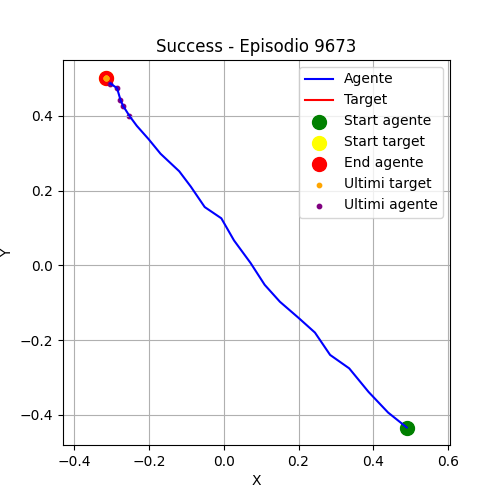 Success - Episodio 9673
Agente
Target
Start agente
Start target
End agente
Ultimi target
Ultimi agente
0.4
0.2
0.0
−0.2
−0.4
Y
−0.4
−0.2
0.0
0.2
0.4
0.6
X